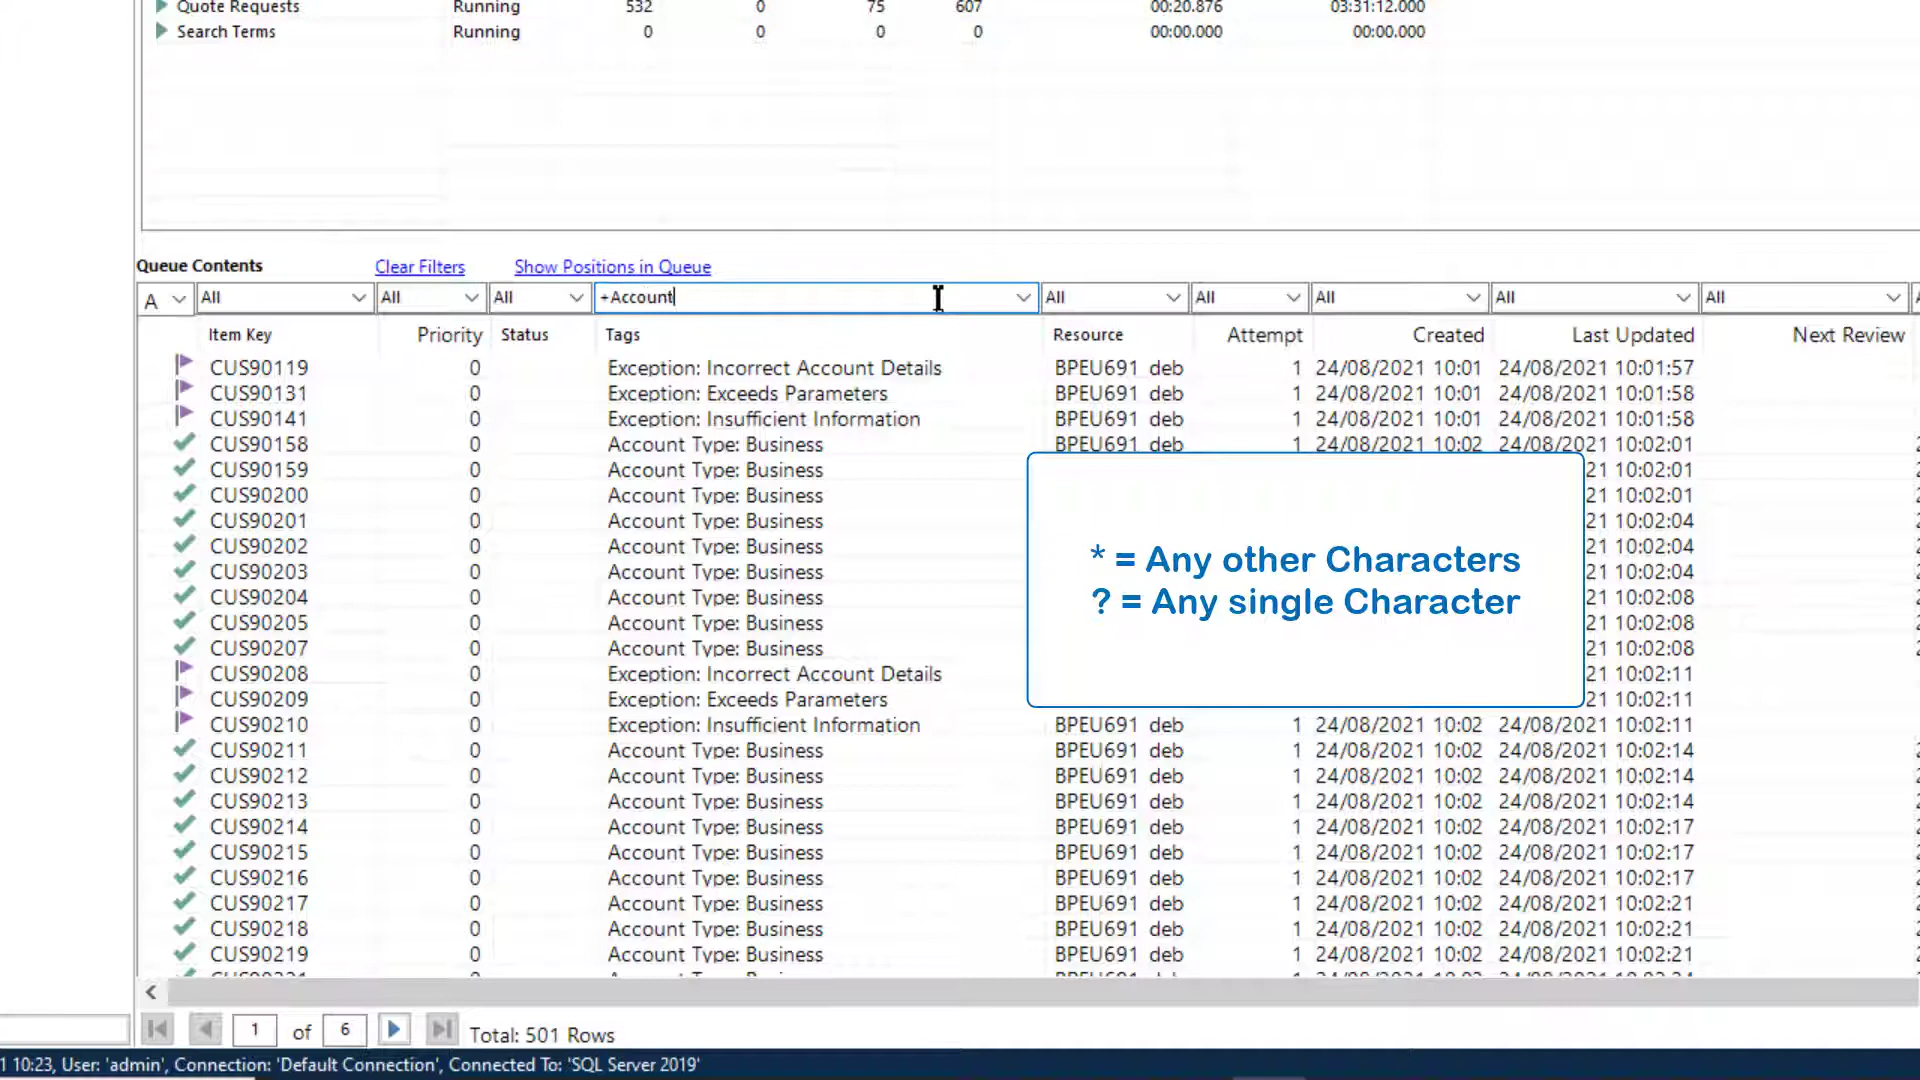 Quote Requests Running 532 0 75 607 00:20.876 03:31:12.000
Search Terms Running 0 0 0 0 00:00.000 00:00.000
Queue Contents Clear Filters Show Positions in Queue
A All All All +Account All All All All All
Item Key Priority Status Tags Resource Attempt Created Last Updated Next Review
CUS90119 0 Exception: Incorrect Account Details BPEU691 deb 1 24/08/2021 10:01 24/08/2021 10:01:57
CUS90131 0 Exception: Exceeds Parameters BPEU691 deb 1 24/08/2021 10:01 24/08/2021 10:01:58
CUS90141 0 Exception: Insufficient Information BPEU691 deb 1 24/08/2021 10:01 24/08/2021 10:01:58
CUS90158 0 Account Type: Business BPEU691 deb 1 24/08/2021 10:02 24/08/2021 10:02:01
CUS90159 0 Account Type: Business 21 10:02:01
CUS90200 0 Account Type: Business 21 10:02:01
CUS90201 0 Account Type: Business 21 10:02:04
CUS90202 0 Account Type: Business 21 10:02:04
CUS90203 0 Account Type: Business 21 10:02:04
CUS90204 0 Account Type: Business 21 10:02:08
CUS90205 0 Account Type: Business 21 10:02:08
CUS90207 0 Account Type: Business 21 10:02:08
CUS90208 0 Exception: Incorrect Account Details 21 10:02:11
CUS90209 0 Exception: Exceeds Parameters 21 10:02:11
* = Any other Characters
? = Any single Character
CUS90210 0 Exception: Insufficient Information BPEU691 deb 1 24/08/2021 10:02 24/08/2021 10:02:11
CUS90211 0 Account Type: Business BPEU691 deb 1 24/08/2021 10:02 24/08/2021 10:02:14
CUS90212 0 Account Type: Business BPEU691 deb 1 24/08/2021 10:02 24/08/2021 10:02:14
CUS90213 0 Account Type: Business BPEU691 deb 1 24/08/2021 10:02 24/08/2021 10:02:14
CUS90214 0 Account Type: Business BPEU691 deb 1 24/08/2021 10:02 24/08/2021 10:02:17
CUS90215 0 Account Type: Business BPEU691 deb 1 24/08/2021 10:02 24/08/2021 10:02:17
CUS90216 0 Account Type: Business BPEU691 deb 1 24/08/2021 10:02 24/08/2021 10:02:17
CUS90217 0 Account Type: Business BPEU691 deb 1 24/08/2021 10:02 24/08/2021 10:02:21
CUS90218 0 Account Type: Business BPEU691 deb 1 24/08/2021 10:02 24/08/2021 10:02:21
CUS90219 0 Account Type: Business BPEU691 deb 1 24/08/2021 10:02 24/08/2021 10:02:21
1 of 6 Total: 501 Rows
1 10:23, User: 'admin', Connection: 'Default Connection', Connected To: 'SQL Server 2019'